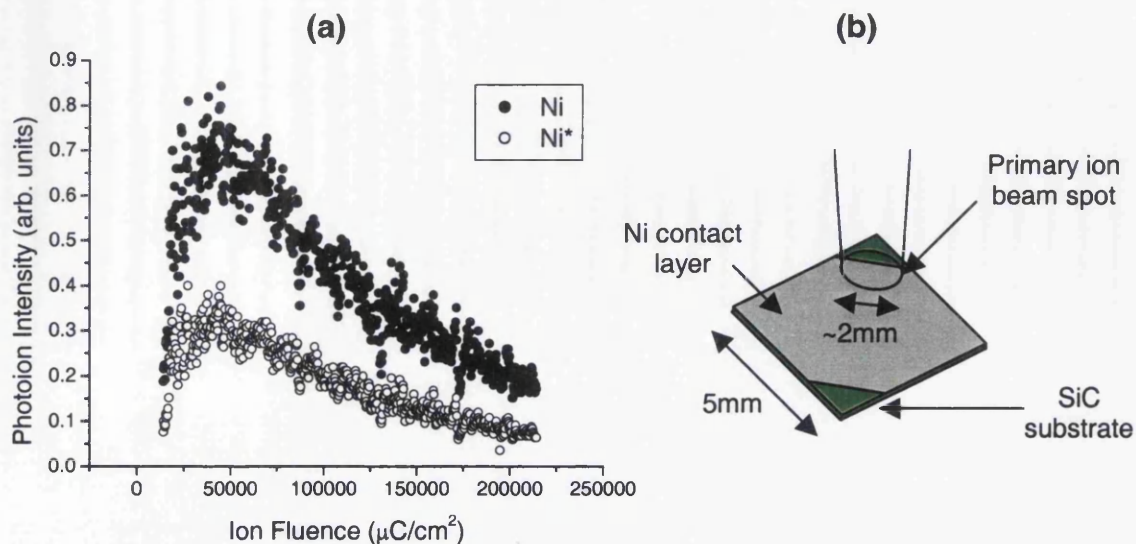 (a)
Photoion Intensity (arb. units)
0.9
0.8
0.7
0.6
0.5
0.4
0.3
0.2
0.1
0.0
0
50000
100000
150000
200000
250000
Ion Fluence (μC/cm²)
Ni
Ni*
(b)
Primary ion
beam spot
Ni contact
layer
~2mm
5mm
SiC
substrate